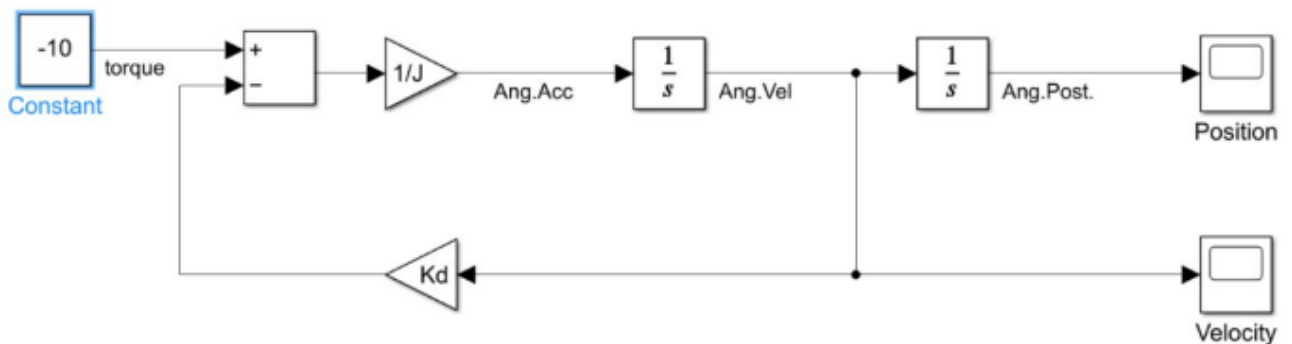 -10
torque
Constant
+
−
1/J
Ang.Acc
1
s
Ang.Vel
1
s
Ang.Post.
Position
Kd
Velocity